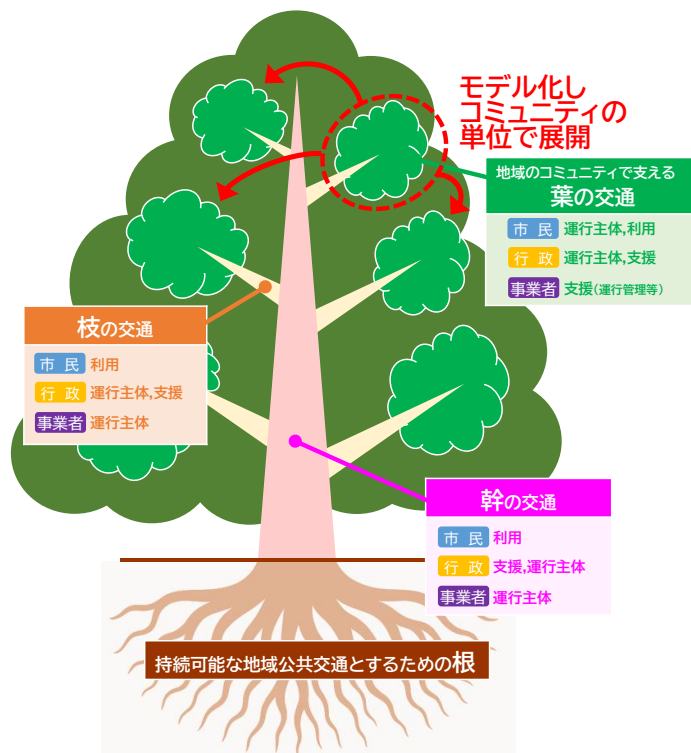 モデル化し
コミュニティの
単位で展開
地域のコミュニティで支える
葉の交通
市 民 運行主体,利用
行 政 運行主体,支援
事業者 支援(運行管理等)
枝の交通
市 民 利用
行 政 運行主体,支援
事業者 運行主体
幹の交通
市 民 利用
行 政 支援,運行主体
事業者 運行主体
持続可能な地域公共交通とするための根